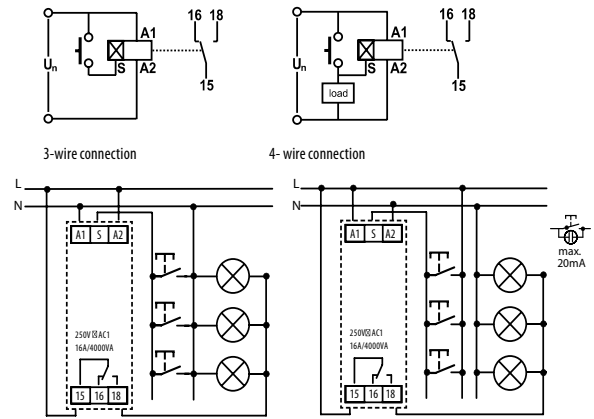 16 18
A1
Un
S A2
15
16 18
A1
Un
S A2
load
15
3-wire connection
4- wire connection
L
N
A1 S A2
250V AC1
16A/4000VA
15 16 18
L
N
A1 S A2
250V AC1
16A/4000VA
15 16 18
max.
20mA